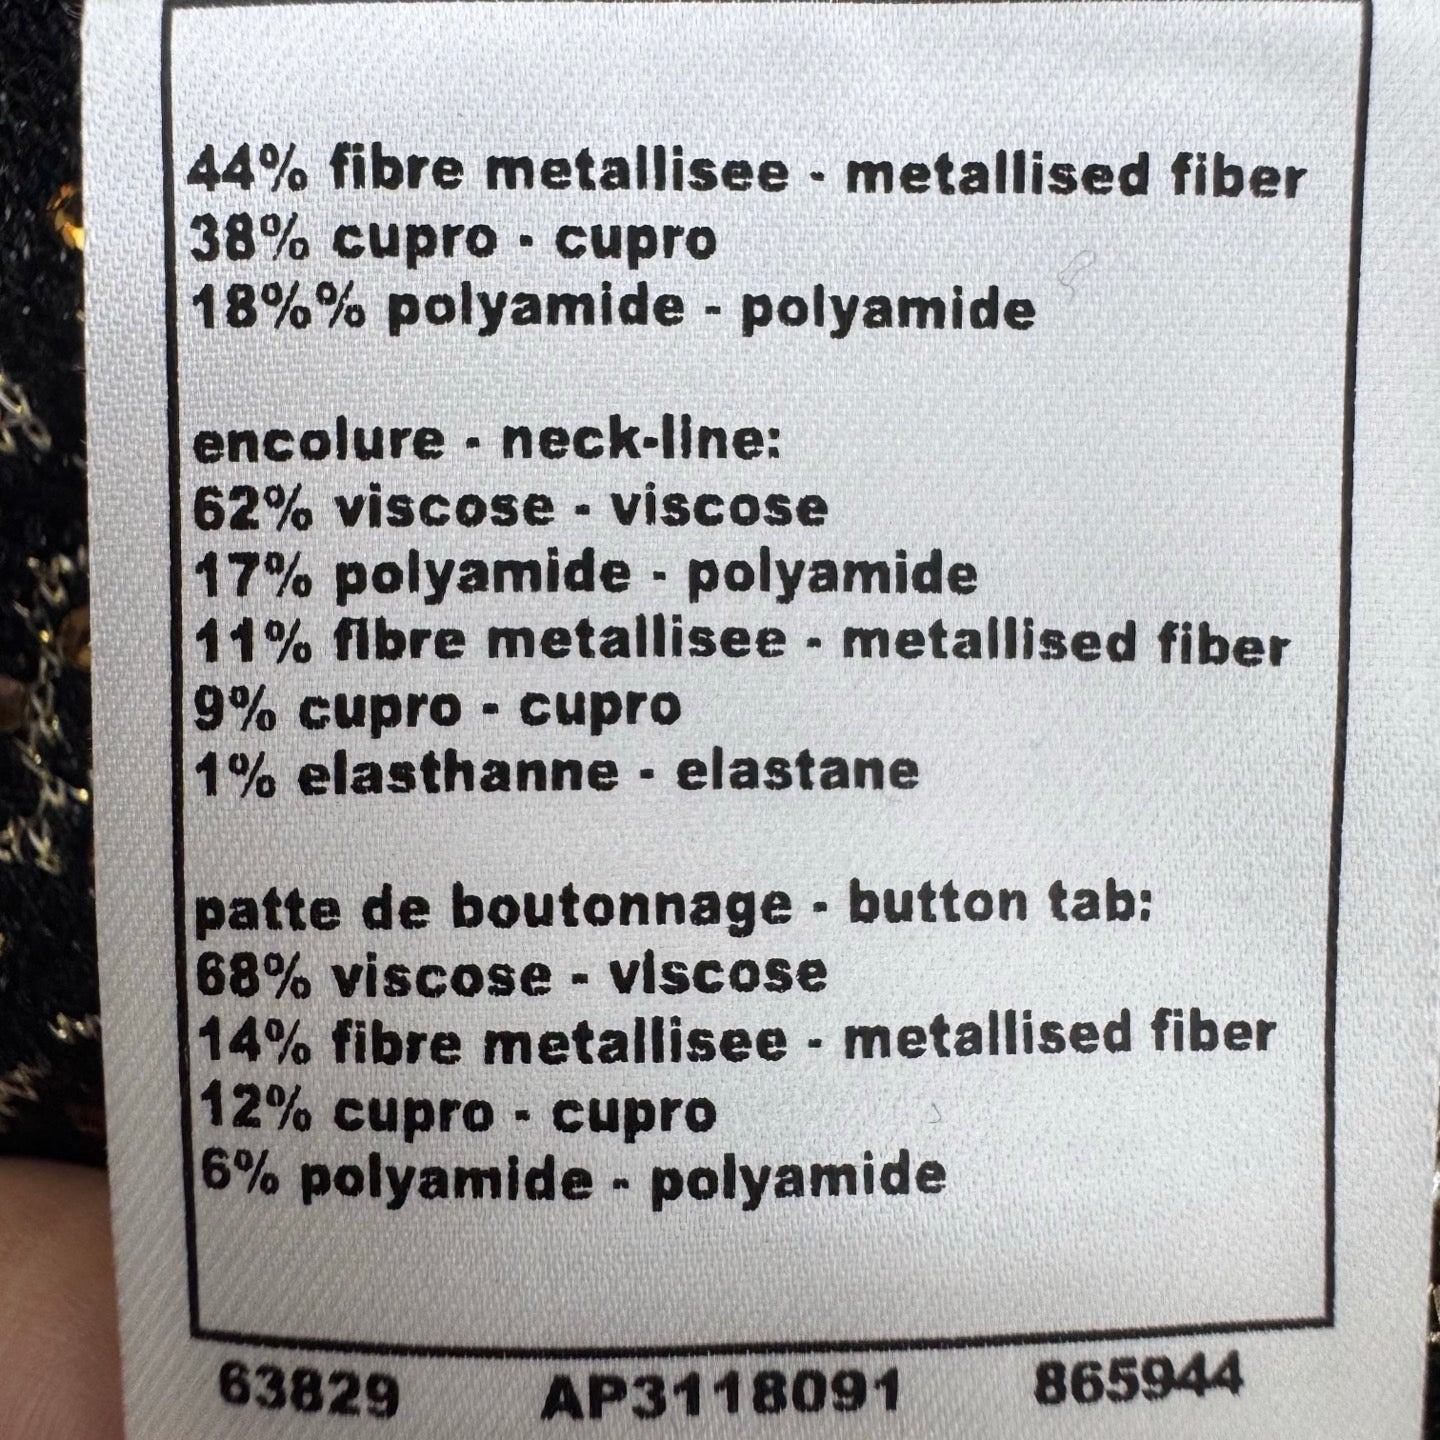 44% fibre metallisee - metallised fiber
38% cupro - cupro
18%% polyamide - polyamide
encolure - neck-line:
62% viscose - viscose
17% polyamide - polyamide
11% fibre metallisee - metallised fiber
9% cupro - cupro
1% elasthanne - elastane
patte de boutonnage - button tab:
68% viscose - viscose
14% fibre metallisee - metallised fiber
12% cupro - cupro
6% polyamide - polyamide
63829 AP3118091 865944